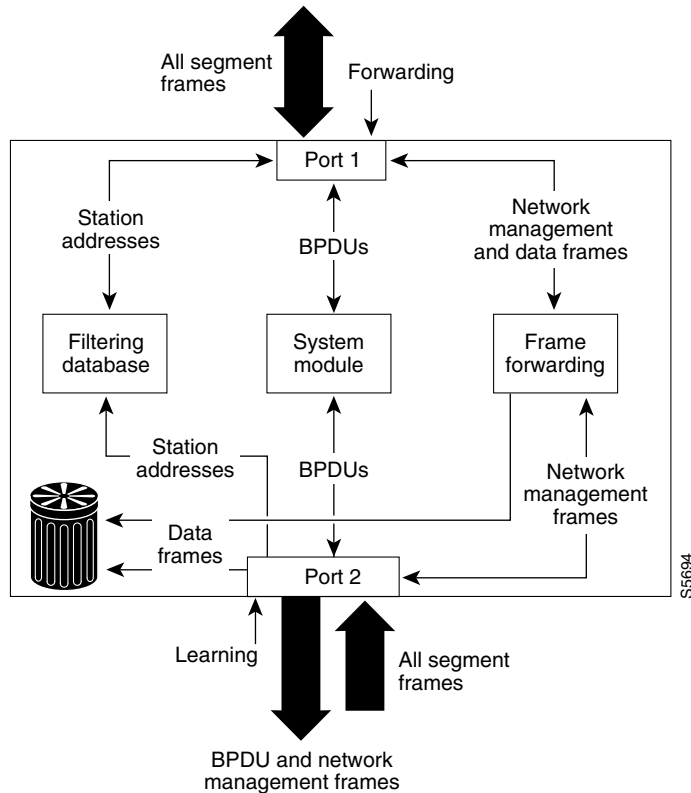 All segment
frames
Forwarding
Port 1
Station
addresses
BPDUs
Network
management
and data frames
Filtering
database
System
module
Frame
forwarding
Station
addresses
BPDUs
Network
management
frames
Data
frames
Port 2
S5694
Learning
All segment
frames
BPDU and network
management frames